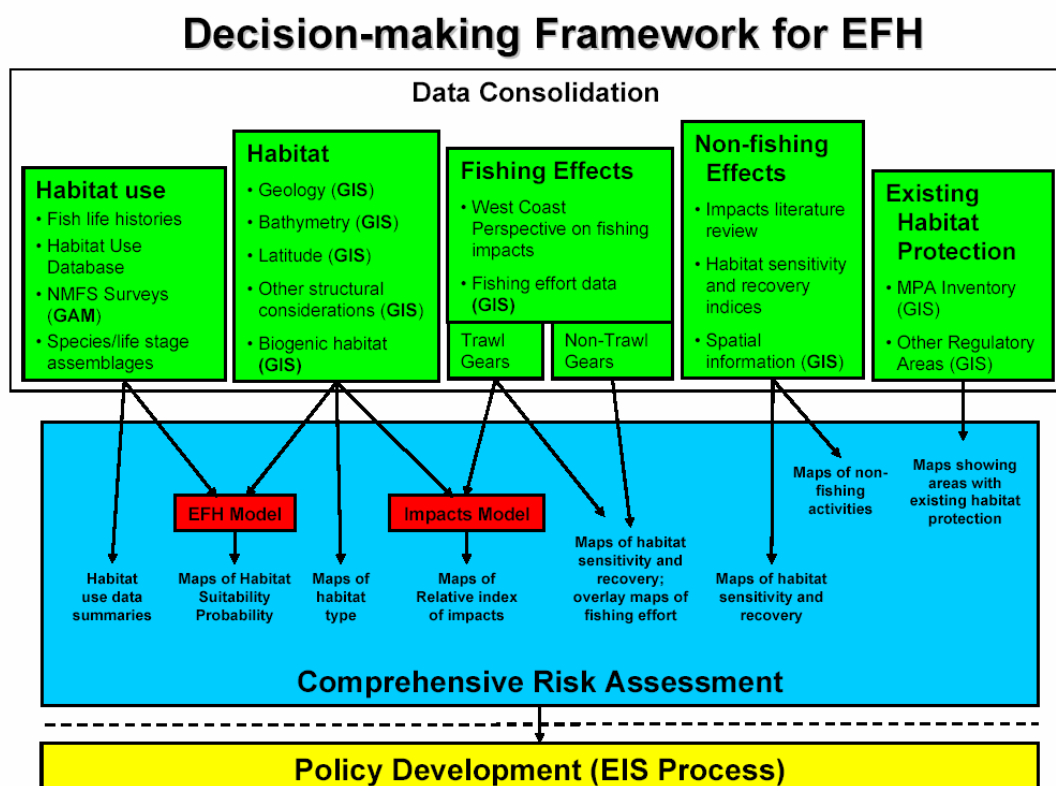 Decision-making Framework for EFH
Data Consolidation
Habitat use
• Fish life histories
• Habitat Use
Database
• NMFS Surveys
(GAM)
• Species/life stage
assemblages
Habitat
• Geology (GIS)
• Bathymetry (GIS)
• Latitude (GIS)
• Other structural
considerations (GIS)
• Biogenic habitat
(GIS)
Fishing Effects
• West Coast
Perspective on fishing
impacts
• Fishing effort data
(GIS)
Trawl
Gears
Non-Trawl
Gears
Non-fishing
Effects
• Impacts literature
review
• Habitat sensitivity
and recovery
indices
• Spatial
information (GIS)
Existing
Habitat
Protection
• MPA Inventory
(GIS)
• Other Regulatory
Areas (GIS)
EFH Model
Impacts Model
Habitat
use data
summaries
Maps of Habitat
Suitability
Probability
Maps of
habitat
type
Maps of
Relative index
of impacts
Maps of habitat
sensitivity and
recovery;
overlay maps of
fishing effort
Maps of habitat
sensitivity and
recovery
Maps of non-
fishing
activities
Maps showing
areas with
existing habitat
protection
Comprehensive Risk Assessment
Policy Development (EIS Process)